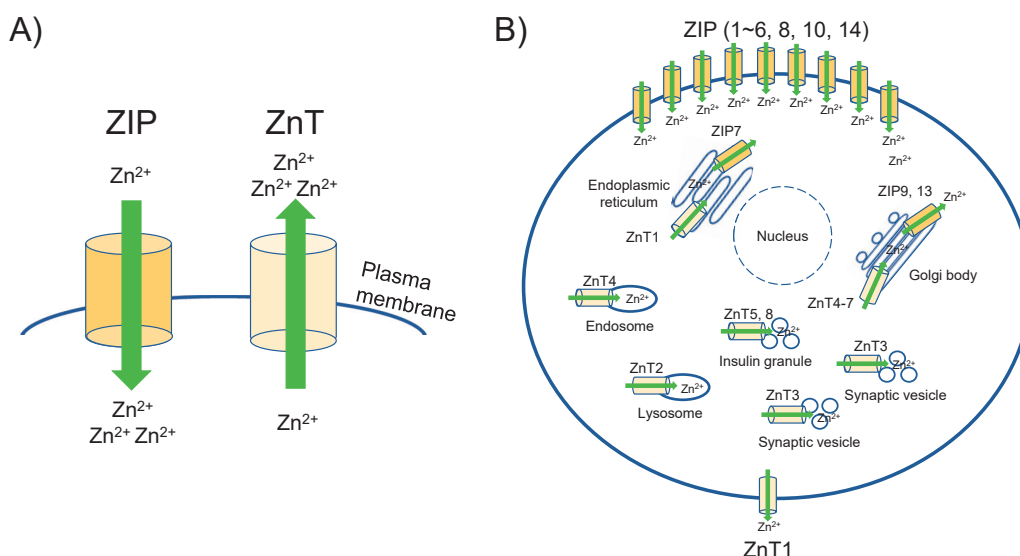 A)
ZIP
ZnT
Zn²⁺
Zn²⁺
Zn²⁺ Zn²⁺
Plasma
membrane
Zn²⁺
Zn²⁺ Zn²⁺
Zn²⁺
B)
ZIP (1~6, 8, 10, 14)
Zn²⁺
Zn²⁺
Zn²⁺
Zn²⁺
Zn²⁺
Zn²⁺
Zn²⁺
Zn²⁺
Zn²⁺
Zn²⁺
ZIP7
Zn²⁺
Endoplasmic
reticulum
ZnT1
Nucleus
ZIP9, 13
Zn²⁺
Zn²⁺
Golgi body
ZnT4-7
ZnT4
Zn²⁺
Endosome
ZnT5, 8
Zn²⁺
Insulin granule
ZnT3
Zn²⁺
Synaptic vesicle
ZnT2
Zn²⁺
Lysosome
ZnT3
Zn²⁺
Synaptic vesicle
Zn²⁺
ZnT1